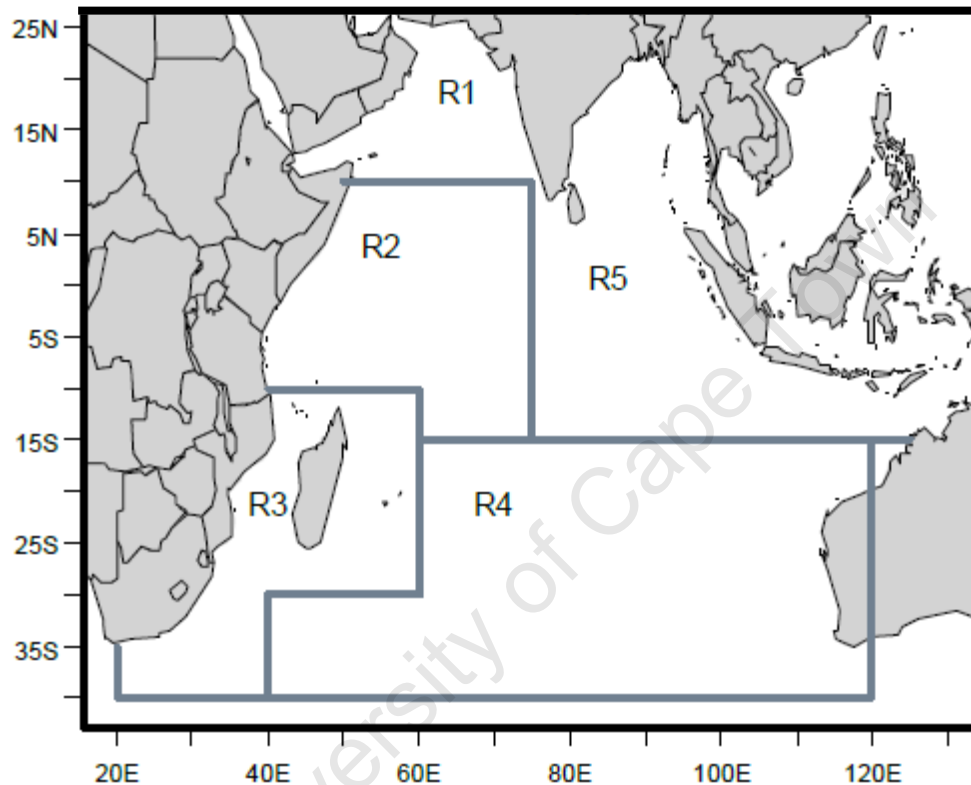 25N
R1
15N
5N
R2
R5
5S
15S
R3
R4
25S
35S
20E
40E
60E
80E
100E
120E
University of Cape Town